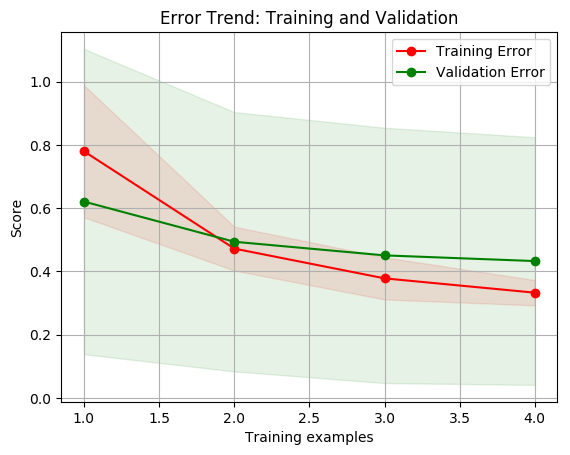 Error Trend: Training and Validation
Training Error
Validation Error
Score
1.0
0.8
0.6
0.4
0.2
0.0
1.0 1.5 2.0 2.5 3.0 3.5 4.0
Training examples